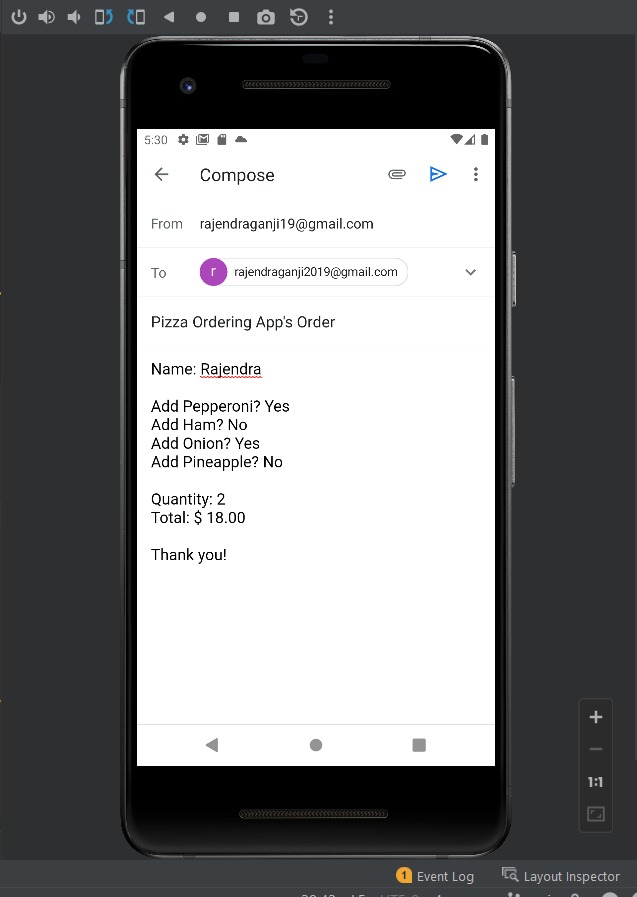 5:30
Compose
From rajendraganji19@gmail.com
To r rajendraganji2019@gmail.com
Pizza Ordering App's Order
Name: Rajendra
Add Pepperoni? Yes
Add Ham? No
Add Onion? Yes
Add Pineapple? No
Quantity: 2
Total: $ 18.00
Thank you!
1:1
1 Event Log Layout Inspector